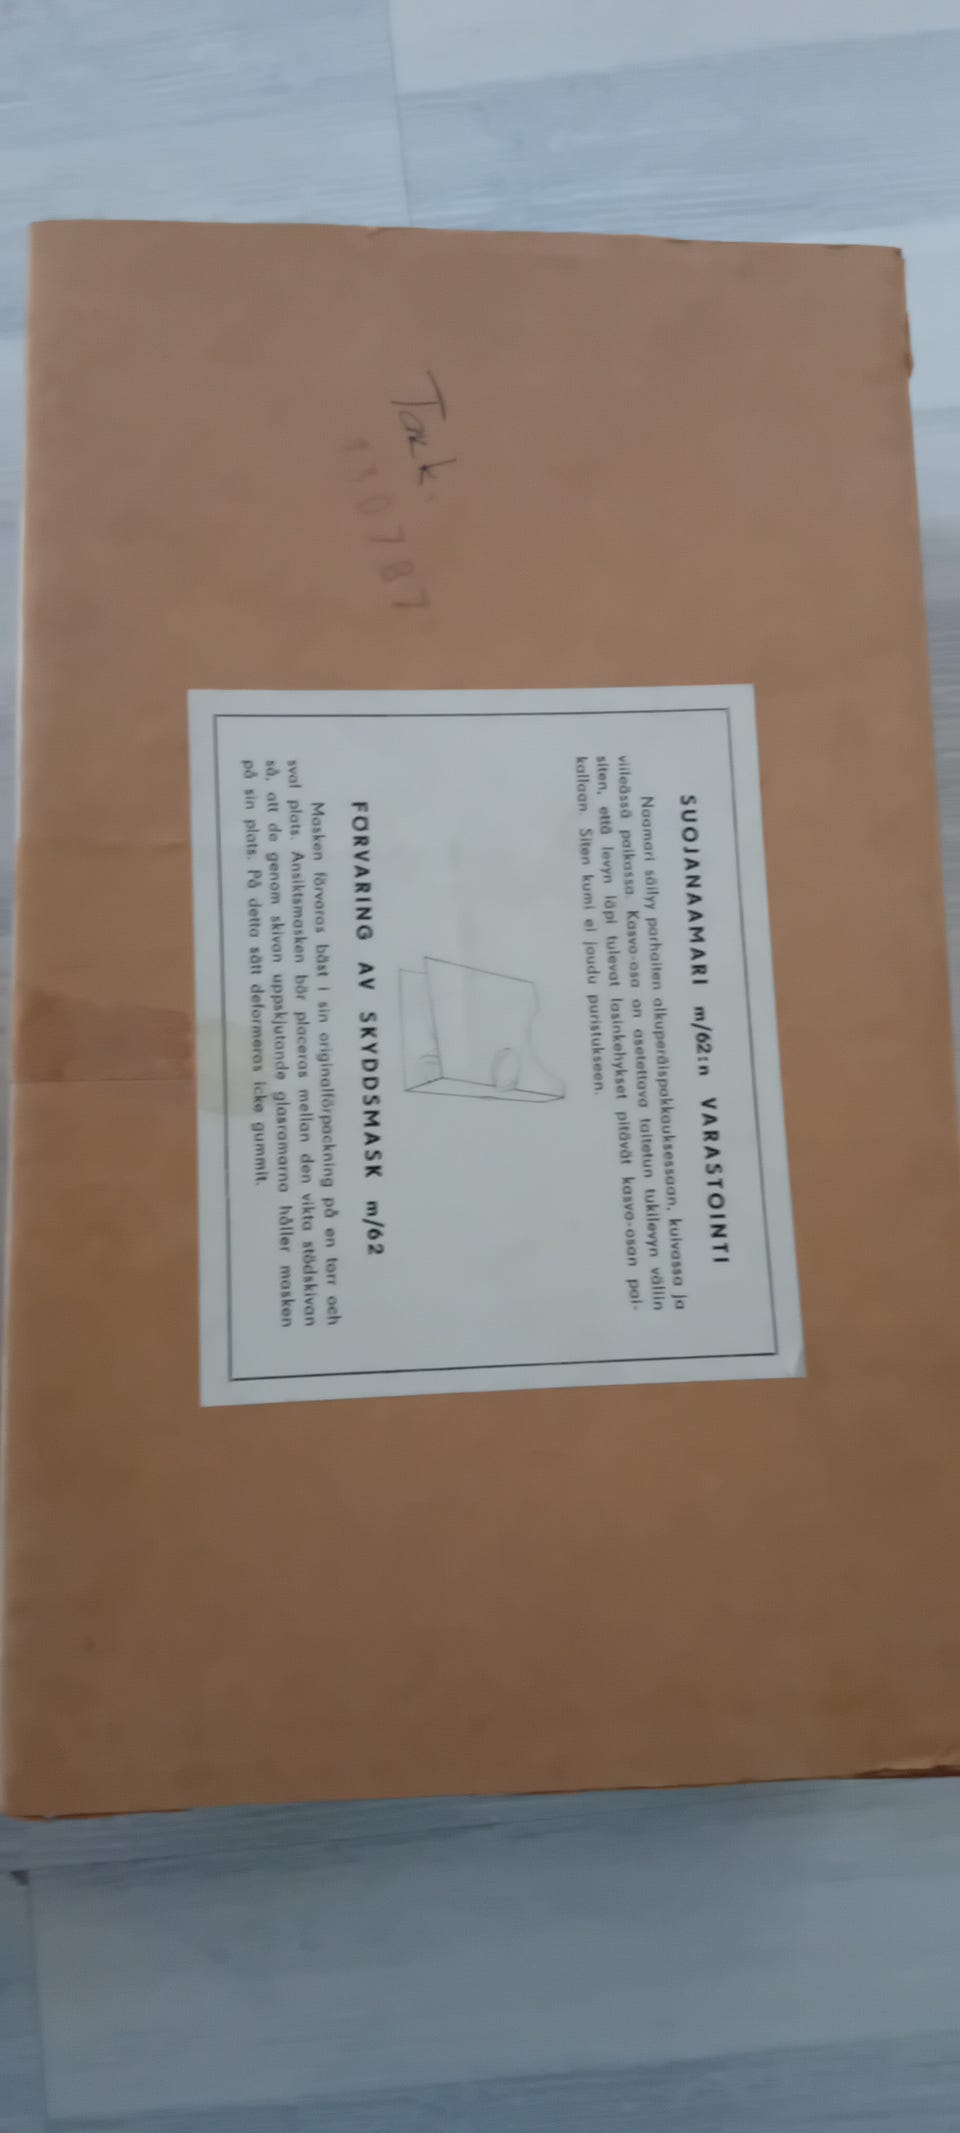 Tark.
130787
SUOJANAAMARI m/62:n VARASTOINTI
Naamari säilyy parhaiten alkuperäispakkauksessaan, kuivassa ja
viileässä paikassa. Kasvo-osa on asetettava taitetun tukilevyn väliin
siten, että levyn läpi tulevat lasinkehykset pitävät kasvo-osan pai-
kallaan. Siten kumi ei joudu puristukseen.
FÖRVARING AV SKYDDSMASK m/62
Masken förvaras bäst i sin originalförpackning på en torr och
sval plats. Ansiktsmasken bör placeras mellan den vikta stödskivan
så, att de genom skivan uppskjutande glasramarna håller masken
på sin plats. På detta sätt deformeras icke gummit.